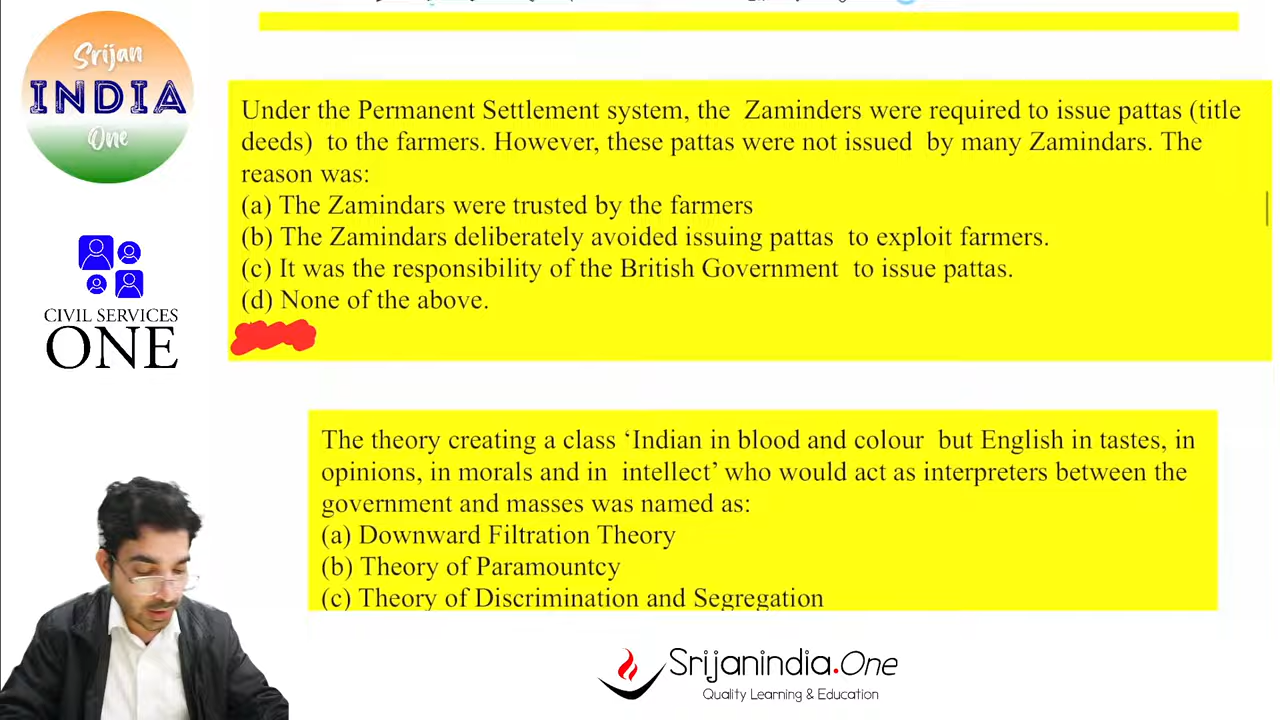 Srijan
INDIA
One
CIVIL SERVICES
ONE
Under the Permanent Settlement system, the Zaminders were required to issue pattas (title
deeds) to the farmers. However, these pattas were not issued by many Zamindars. The
reason was:
(a) The Zamindars were trusted by the farmers
(b) The Zamindars deliberately avoided issuing pattas to exploit farmers.
(c) It was the responsibility of the British Government to issue pattas.
(d) None of the above.
The theory creating a class ‘Indian in blood and colour but English in tastes, in
opinions, in morals and in intellect’ who would act as interpreters between the
government and masses was named as:
(a) Downward Filtration Theory
(b) Theory of Paramountcy
(c) Theory of Discrimination and Segregation
Srijanindia.One
Quality Learning & Education